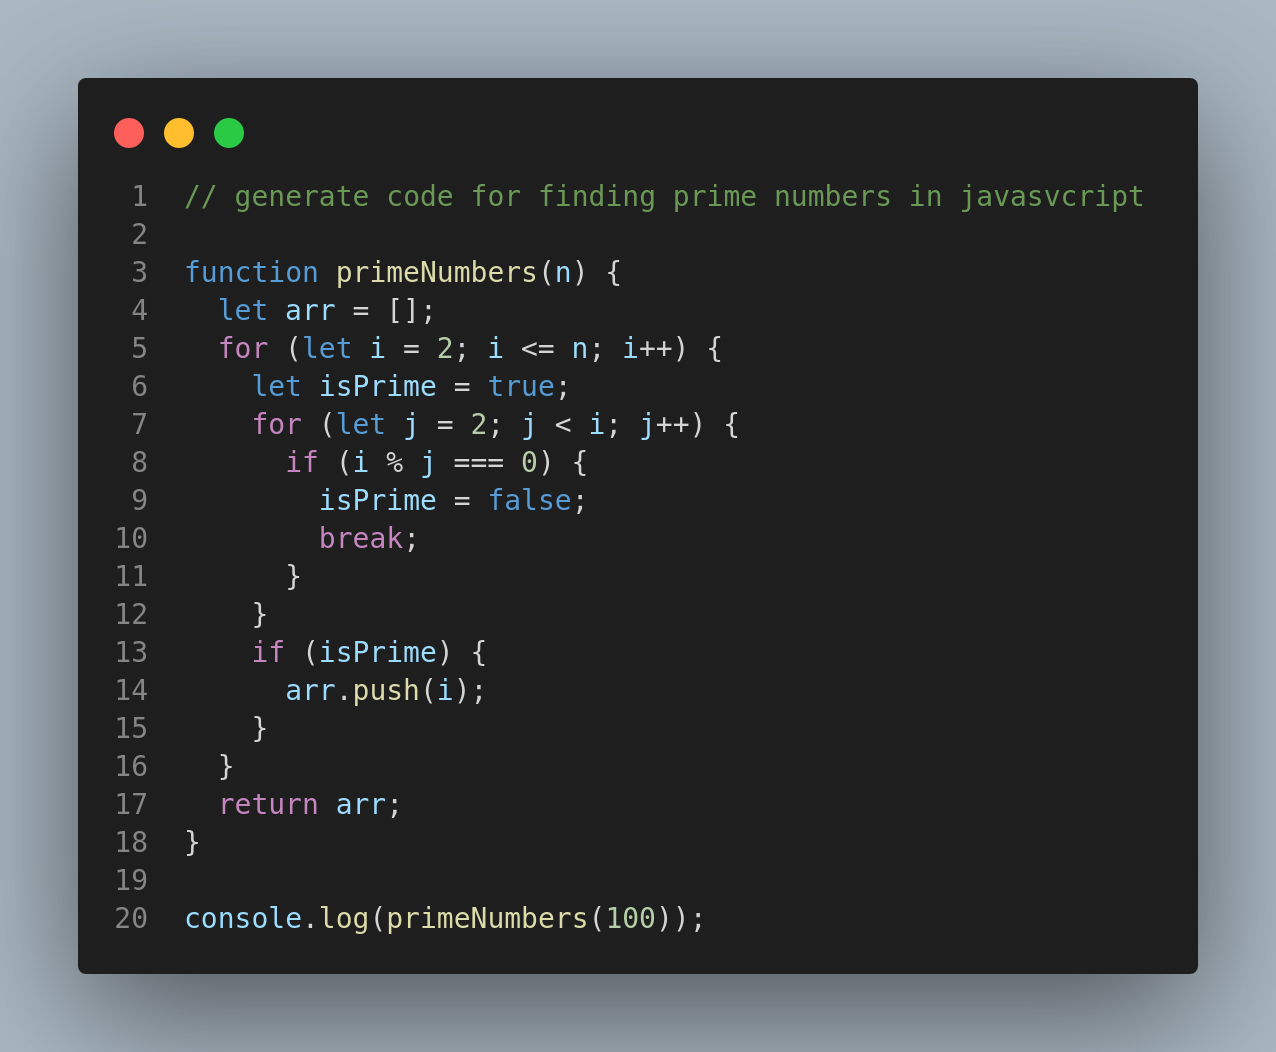 1 // generate code for finding prime numbers in javasvcript
2
3 function primeNumbers(n) {
4   let arr = [];
5   for (let i = 2; i <= n; i++) {
6     let isPrime = true;
7     for (let j = 2; j < i; j++) {
8       if (i % j === 0) {
9         isPrime = false;
10         break;
11       }
12     }
13     if (isPrime) {
14       arr.push(i);
15     }
16   }
17   return arr;
18 }
19
20 console.log(primeNumbers(100));